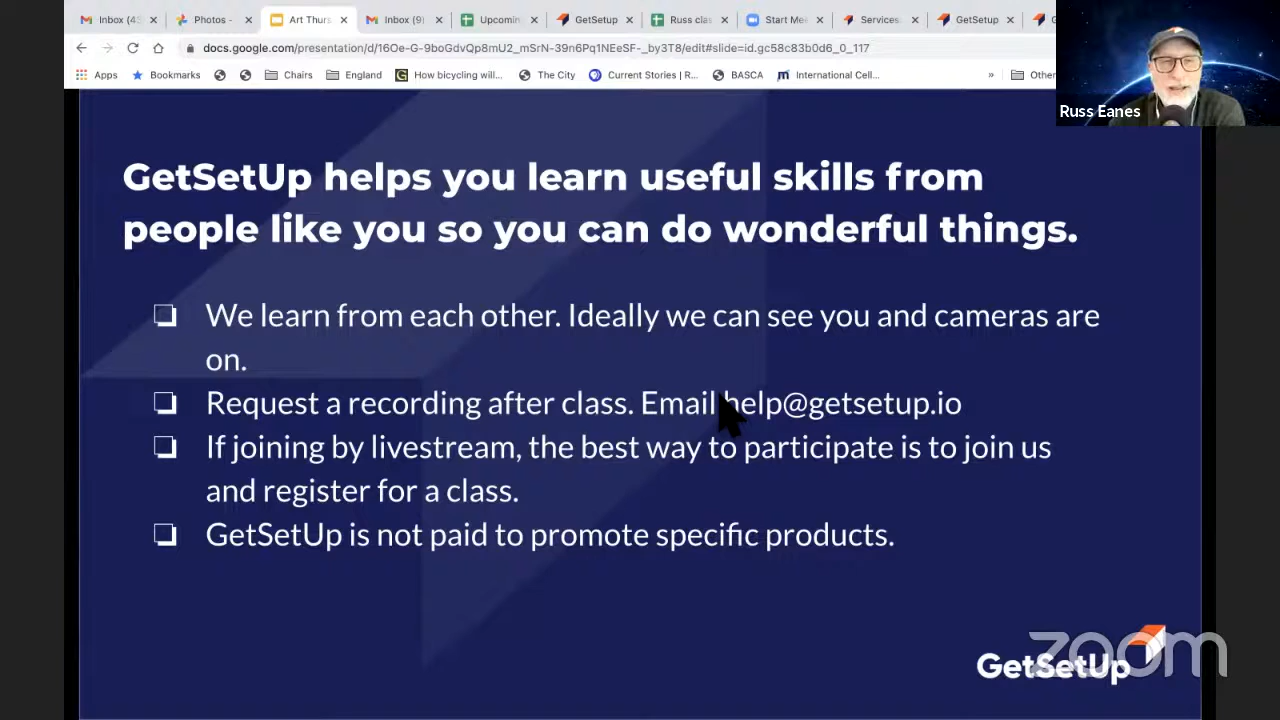 Inbox (43
Photos -
Art Thurs
Inbox (9)
Upcomin
GetSetup
Russ clas
Start Mee
Services
GetSetup
docs.google.com/presentation/d/16Oe-G-9boGdvQp8mU2_mSrN-39n6Pq1NEeSF-_by3T8/edit#slide=id.gc58c83b0d6_0_117
Apps
Bookmarks
Chairs
England
How bicycling will...
The City
Current Stories | R...
BASCA
International Cell...
»
Other
Russ Eanes
GetSetUp helps you learn useful skills from
people like you so you can do wonderful things.
We learn from each other. Ideally we can see you and cameras are
on.
Request a recording after class. Email help@getsetup.io
If joining by livestream, the best way to participate is to join us
and register for a class.
GetSetUp is not paid to promote specific products.
GetSetUp
zoom